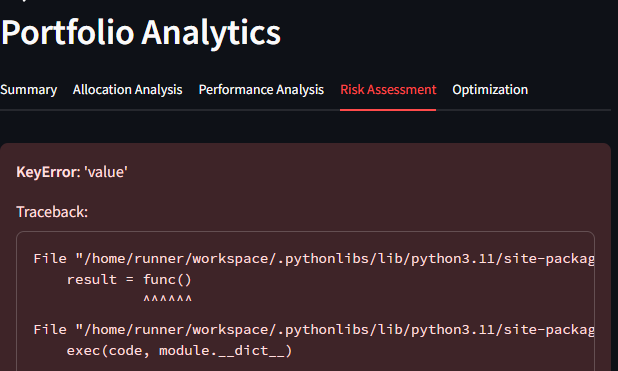 Portfolio Analytics
Summary Allocation Analysis Performance Analysis Risk Assessment Optimization
KeyError: 'value'
Traceback:
File "/home/runner/workspace/.pythonlibs/lib/python3.11/site-packag
result = func()
^^^^^^
File "/home/runner/workspace/.pythonlibs/lib/python3.11/site-packag
exec(code, module.__dict__)